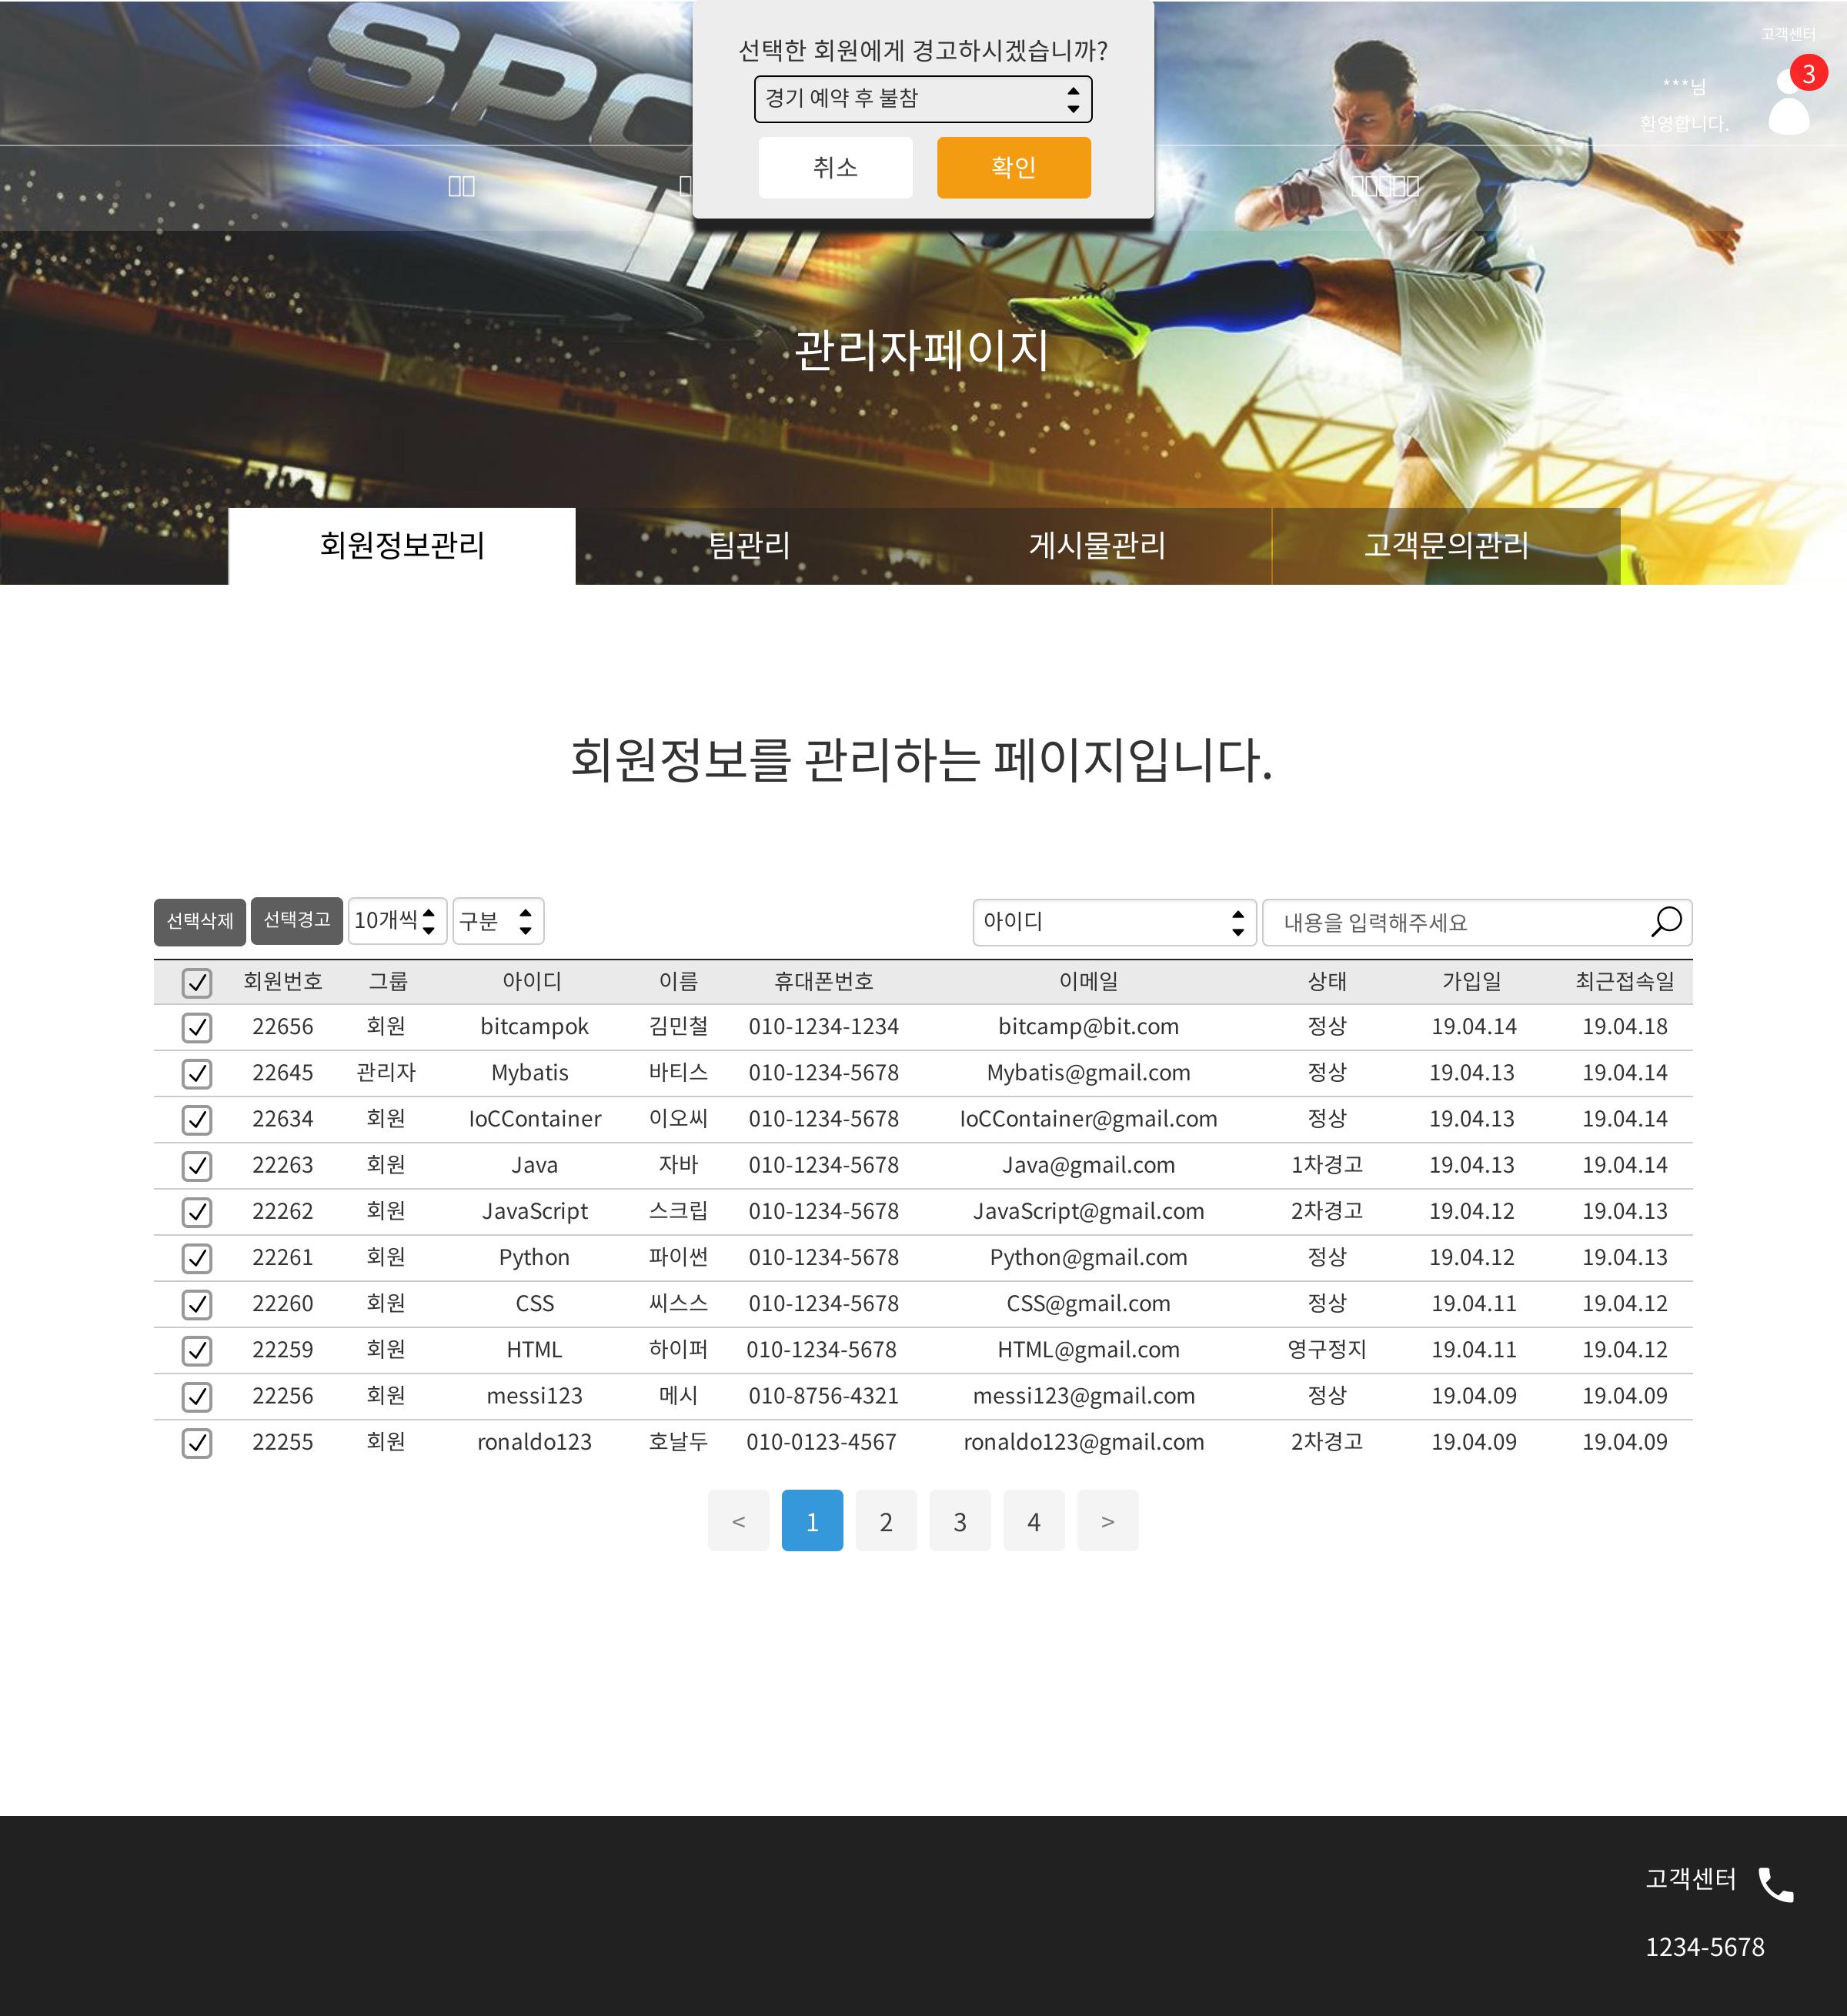 SPO
선택한 회원에게 경고하시겠습니까?
경기 예약 후 불참
취소 확인
고객센터
3
***님
환영합니다.
관리자페이지
회원정보관리 팀관리 게시물관리 고객문의관리
회원정보를 관리하는 페이지입니다.
선택삭제 선택경고 10개씩 구분 아이디 내용을 입력해주세요
회원번호 그룹 아이디 이름 휴대폰번호 이메일 상태 가입일 최근접속일
22656 회원 bitcampok 김민철 010-1234-1234 bitcamp@bit.com 정상 19.04.14 19.04.18
22645 관리자 Mybatis 바티스 010-1234-5678 Mybatis@gmail.com 정상 19.04.13 19.04.14
22634 회원 IoCContainer 이오씨 010-1234-5678 IoCContainer@gmail.com 정상 19.04.13 19.04.14
22263 회원 Java 자바 010-1234-5678 Java@gmail.com 1차경고 19.04.13 19.04.14
22262 회원 JavaScript 스크립 010-1234-5678 JavaScript@gmail.com 2차경고 19.04.12 19.04.13
22261 회원 Python 파이썬 010-1234-5678 Python@gmail.com 정상 19.04.12 19.04.13
22260 회원 CSS 씨스스 010-1234-5678 CSS@gmail.com 정상 19.04.11 19.04.12
22259 회원 HTML 하이퍼 010-1234-5678 HTML@gmail.com 영구정지 19.04.11 19.04.12
22256 회원 messi123 메시 010-8756-4321 messi123@gmail.com 정상 19.04.09 19.04.09
22255 회원 ronaldo123 호날두 010-0123-4567 ronaldo123@gmail.com 2차경고 19.04.09 19.04.09
< 1 2 3 4 >
고객센터
1234-5678